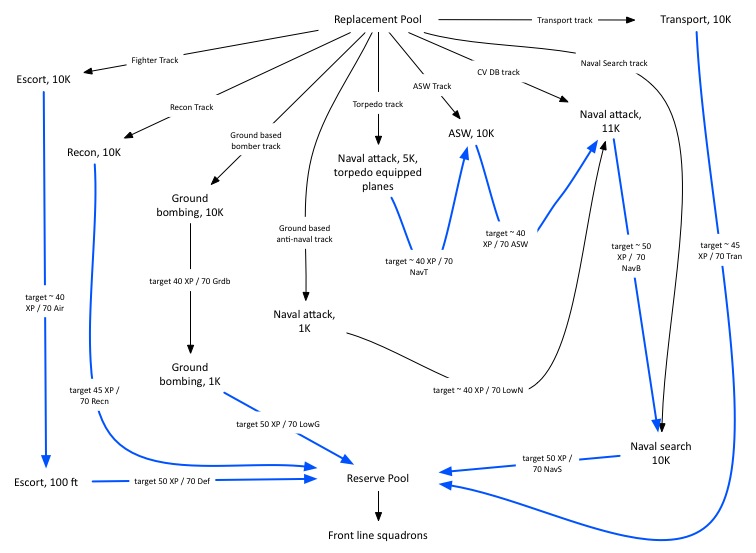 Replacement Pool
Transport track
Transport, 10K
Fighter Track
Naval Search track
CV DB track
Escort, 10K
ASW Track
Recon Track
Torpedo track
Naval attack,
11K
Ground based
bomber track
ASW, 10K
Recon, 10K
Naval attack, 5K,
torpedo equipped
planes
Ground
bombing, 10K
Ground based
anti-naval track
target ~ 40
XP / 70 ASW
target ~ 50
XP / 70
NavB
target ~ 45
XP / 70 Tran
target ~ 40 XP / 70
NavT
target 40 XP / 70 Grdb
target ~ 40
XP / 70 Air
Naval attack,
1K
Ground
bombing, 1K
target ~ 40 XP / 70 LowN
target 45 XP /
70 Recn
target 50 XP / 70 LowG
Naval search
10K
target 50 XP /
70 NavS
Escort, 100 ft
target 50 XP / 70 Def
Reserve Pool
Front line squadrons